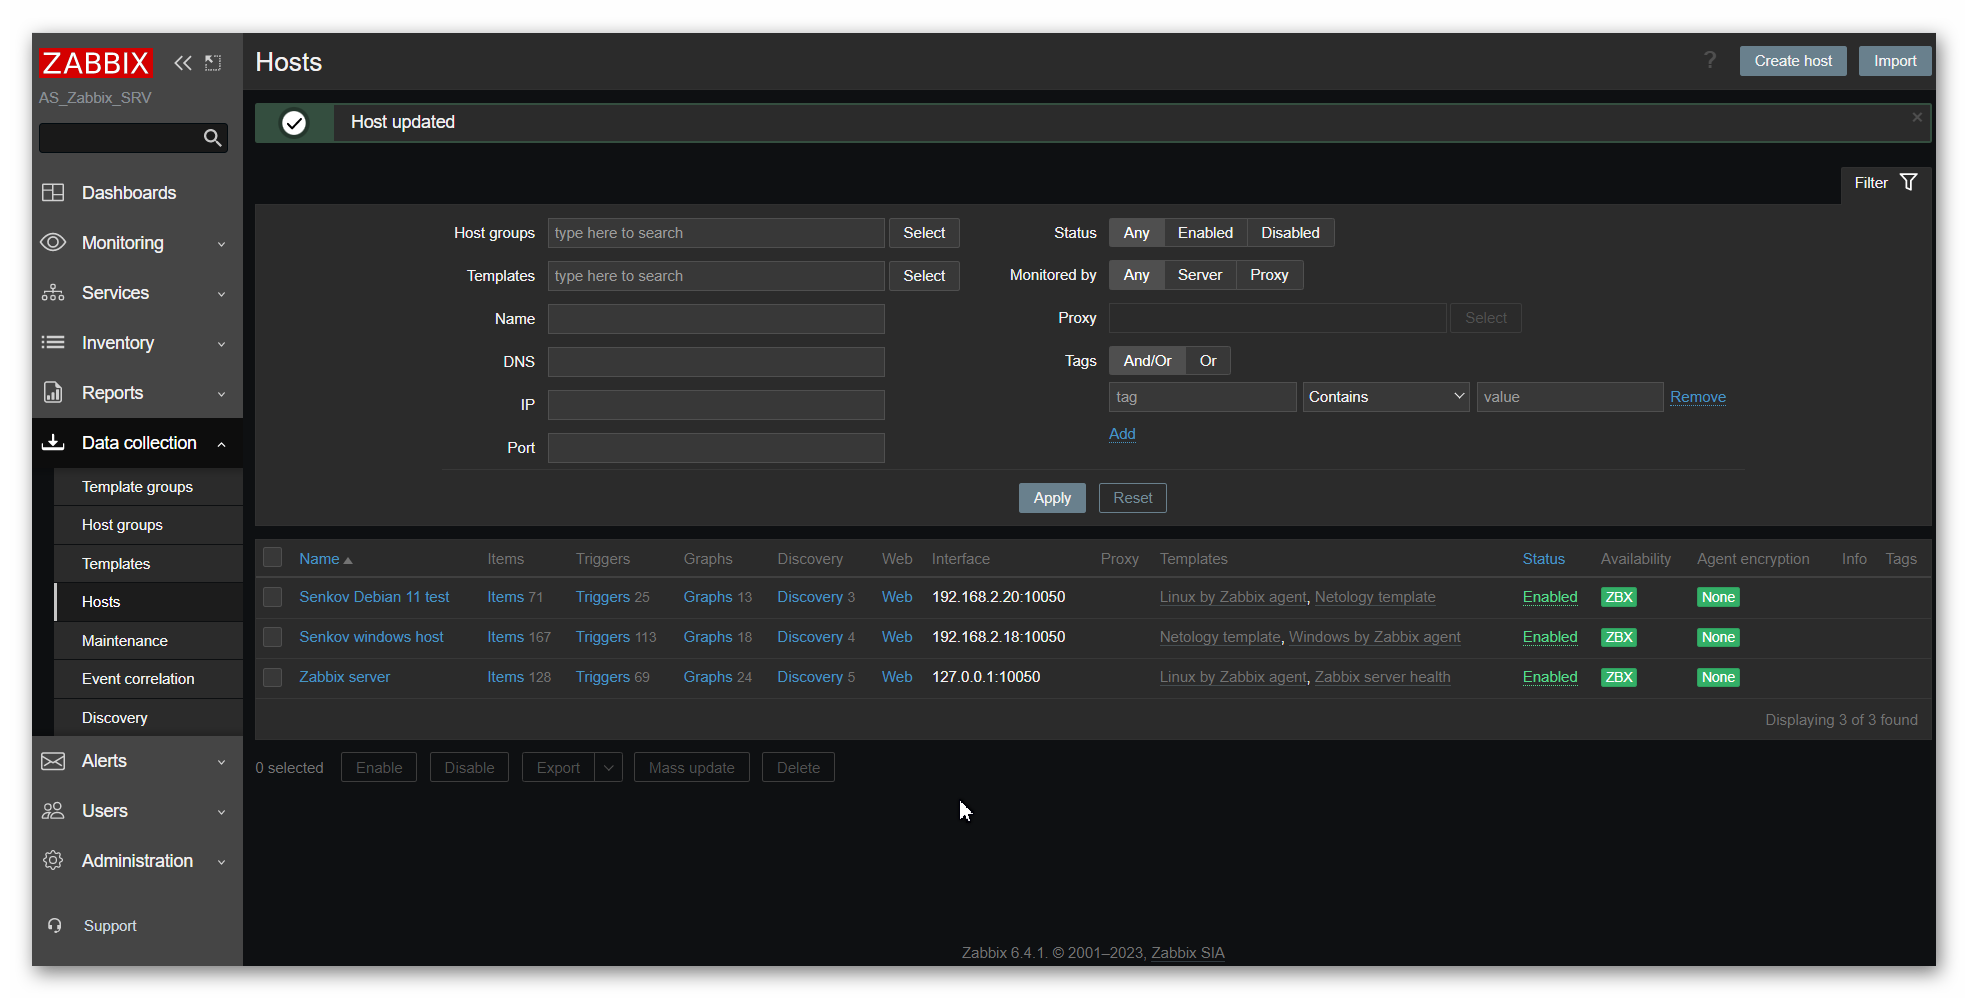 ZABBIX
AS_Zabbix_SRV
Dashboards
Monitoring
Services
Inventory
Reports
Data collection
Template groups
Host groups
Templates
Hosts
Maintenance
Event correlation
Discovery
Alerts
Users
Administration
Support
Hosts
? Create host Import
Host updated
Filter
Host groups type here to search Select
Templates type here to search Select
Name
DNS
IP
Port
Status Any Enabled Disabled
Monitored by Any Server Proxy
Proxy Select
Tags And/Or Or
tag Contains value Remove
Add
Apply Reset
Name Items Triggers Graphs Discovery Web Interface Proxy Templates Status Availability Agent encryption Info Tags
Senkov Debian 11 test Items 71 Triggers 25 Graphs 13 Discovery 3 Web 192.168.2.20:10050 Linux by Zabbix agent, Netology template Enabled ZBX None
Senkov windows host Items 167 Triggers 113 Graphs 18 Discovery 4 Web 192.168.2.18:10050 Netology template, Windows by Zabbix agent Enabled ZBX None
Zabbix server Items 128 Triggers 69 Graphs 24 Discovery 5 Web 127.0.0.1:10050 Linux by Zabbix agent, Zabbix server health Enabled ZBX None
Displaying 3 of 3 found
0 selected Enable Disable Export Mass update Delete
Zabbix 6.4.1. © 2001–2023, Zabbix SIA